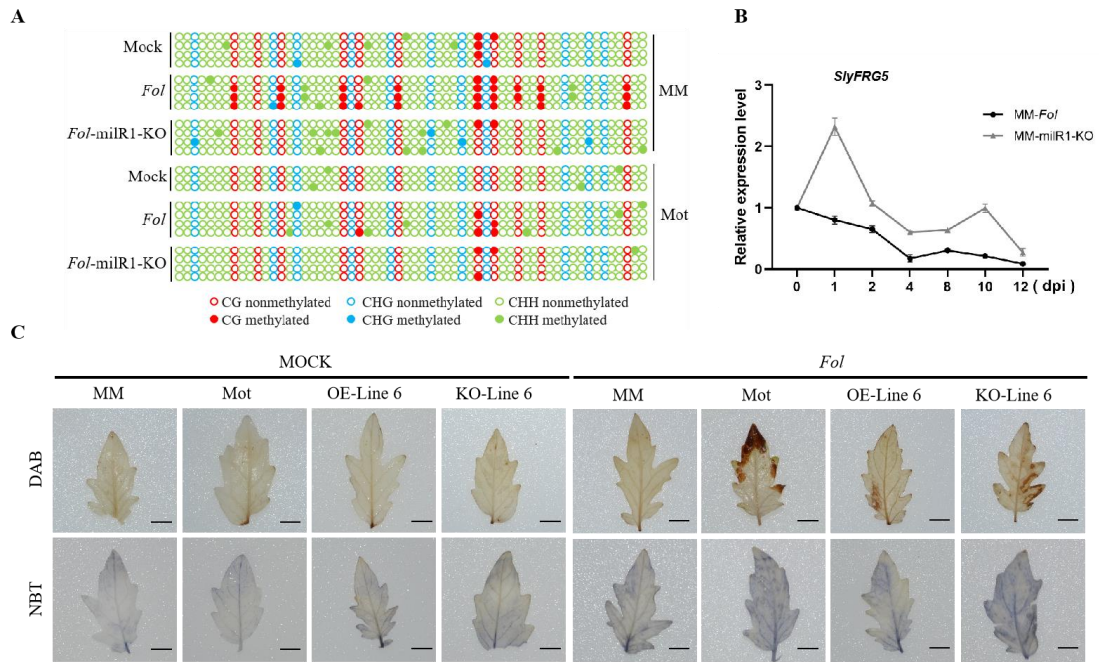 A
Mock
Fol
Fol-milR1-KO
MM
Mock
Fol
Fol-milR1-KO
Mot
CG nonmethylated CHG nonmethylated CHH nonmethylated
CG methylated CHG methylated CHH methylated
B
SlyFRG5
Relative expression level
3
2
1
0
0 1 2 4 8 10 12 ( dpi )
MM-Fol
MM-milR1-KO
C
MOCK Fol
MM Mot OE-Line 6 KO-Line 6 MM Mot OE-Line 6 KO-Line 6
DAB
NBT